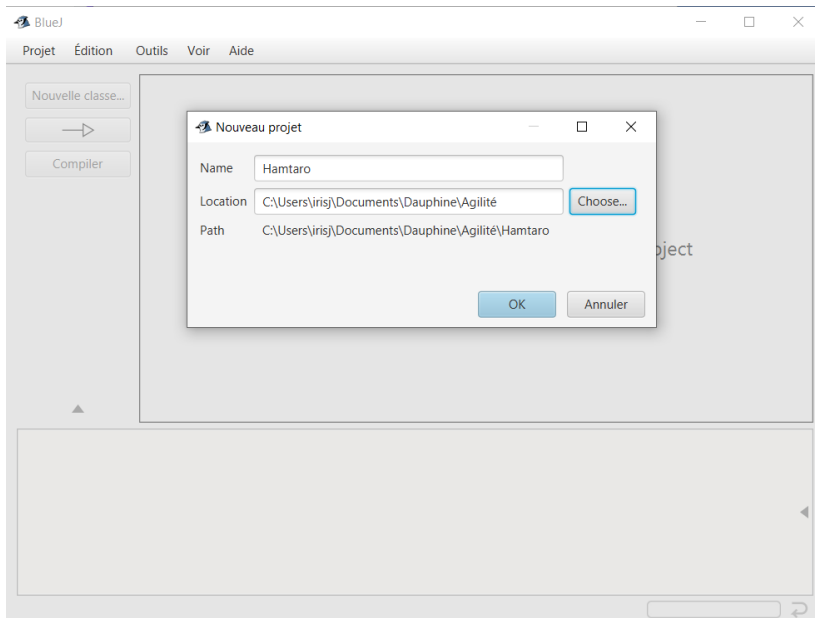 BlueJ
Projet Édition Outils Voir Aide
Nouvelle classe...
Compiler
Nouveau projet
Name Hamtaro
Location C:\Users\irisj\Documents\Dauphine\Agilité Choose...
Path C:\Users\irisj\Documents\Dauphine\Agilité\Hamtaro
OK Annuler